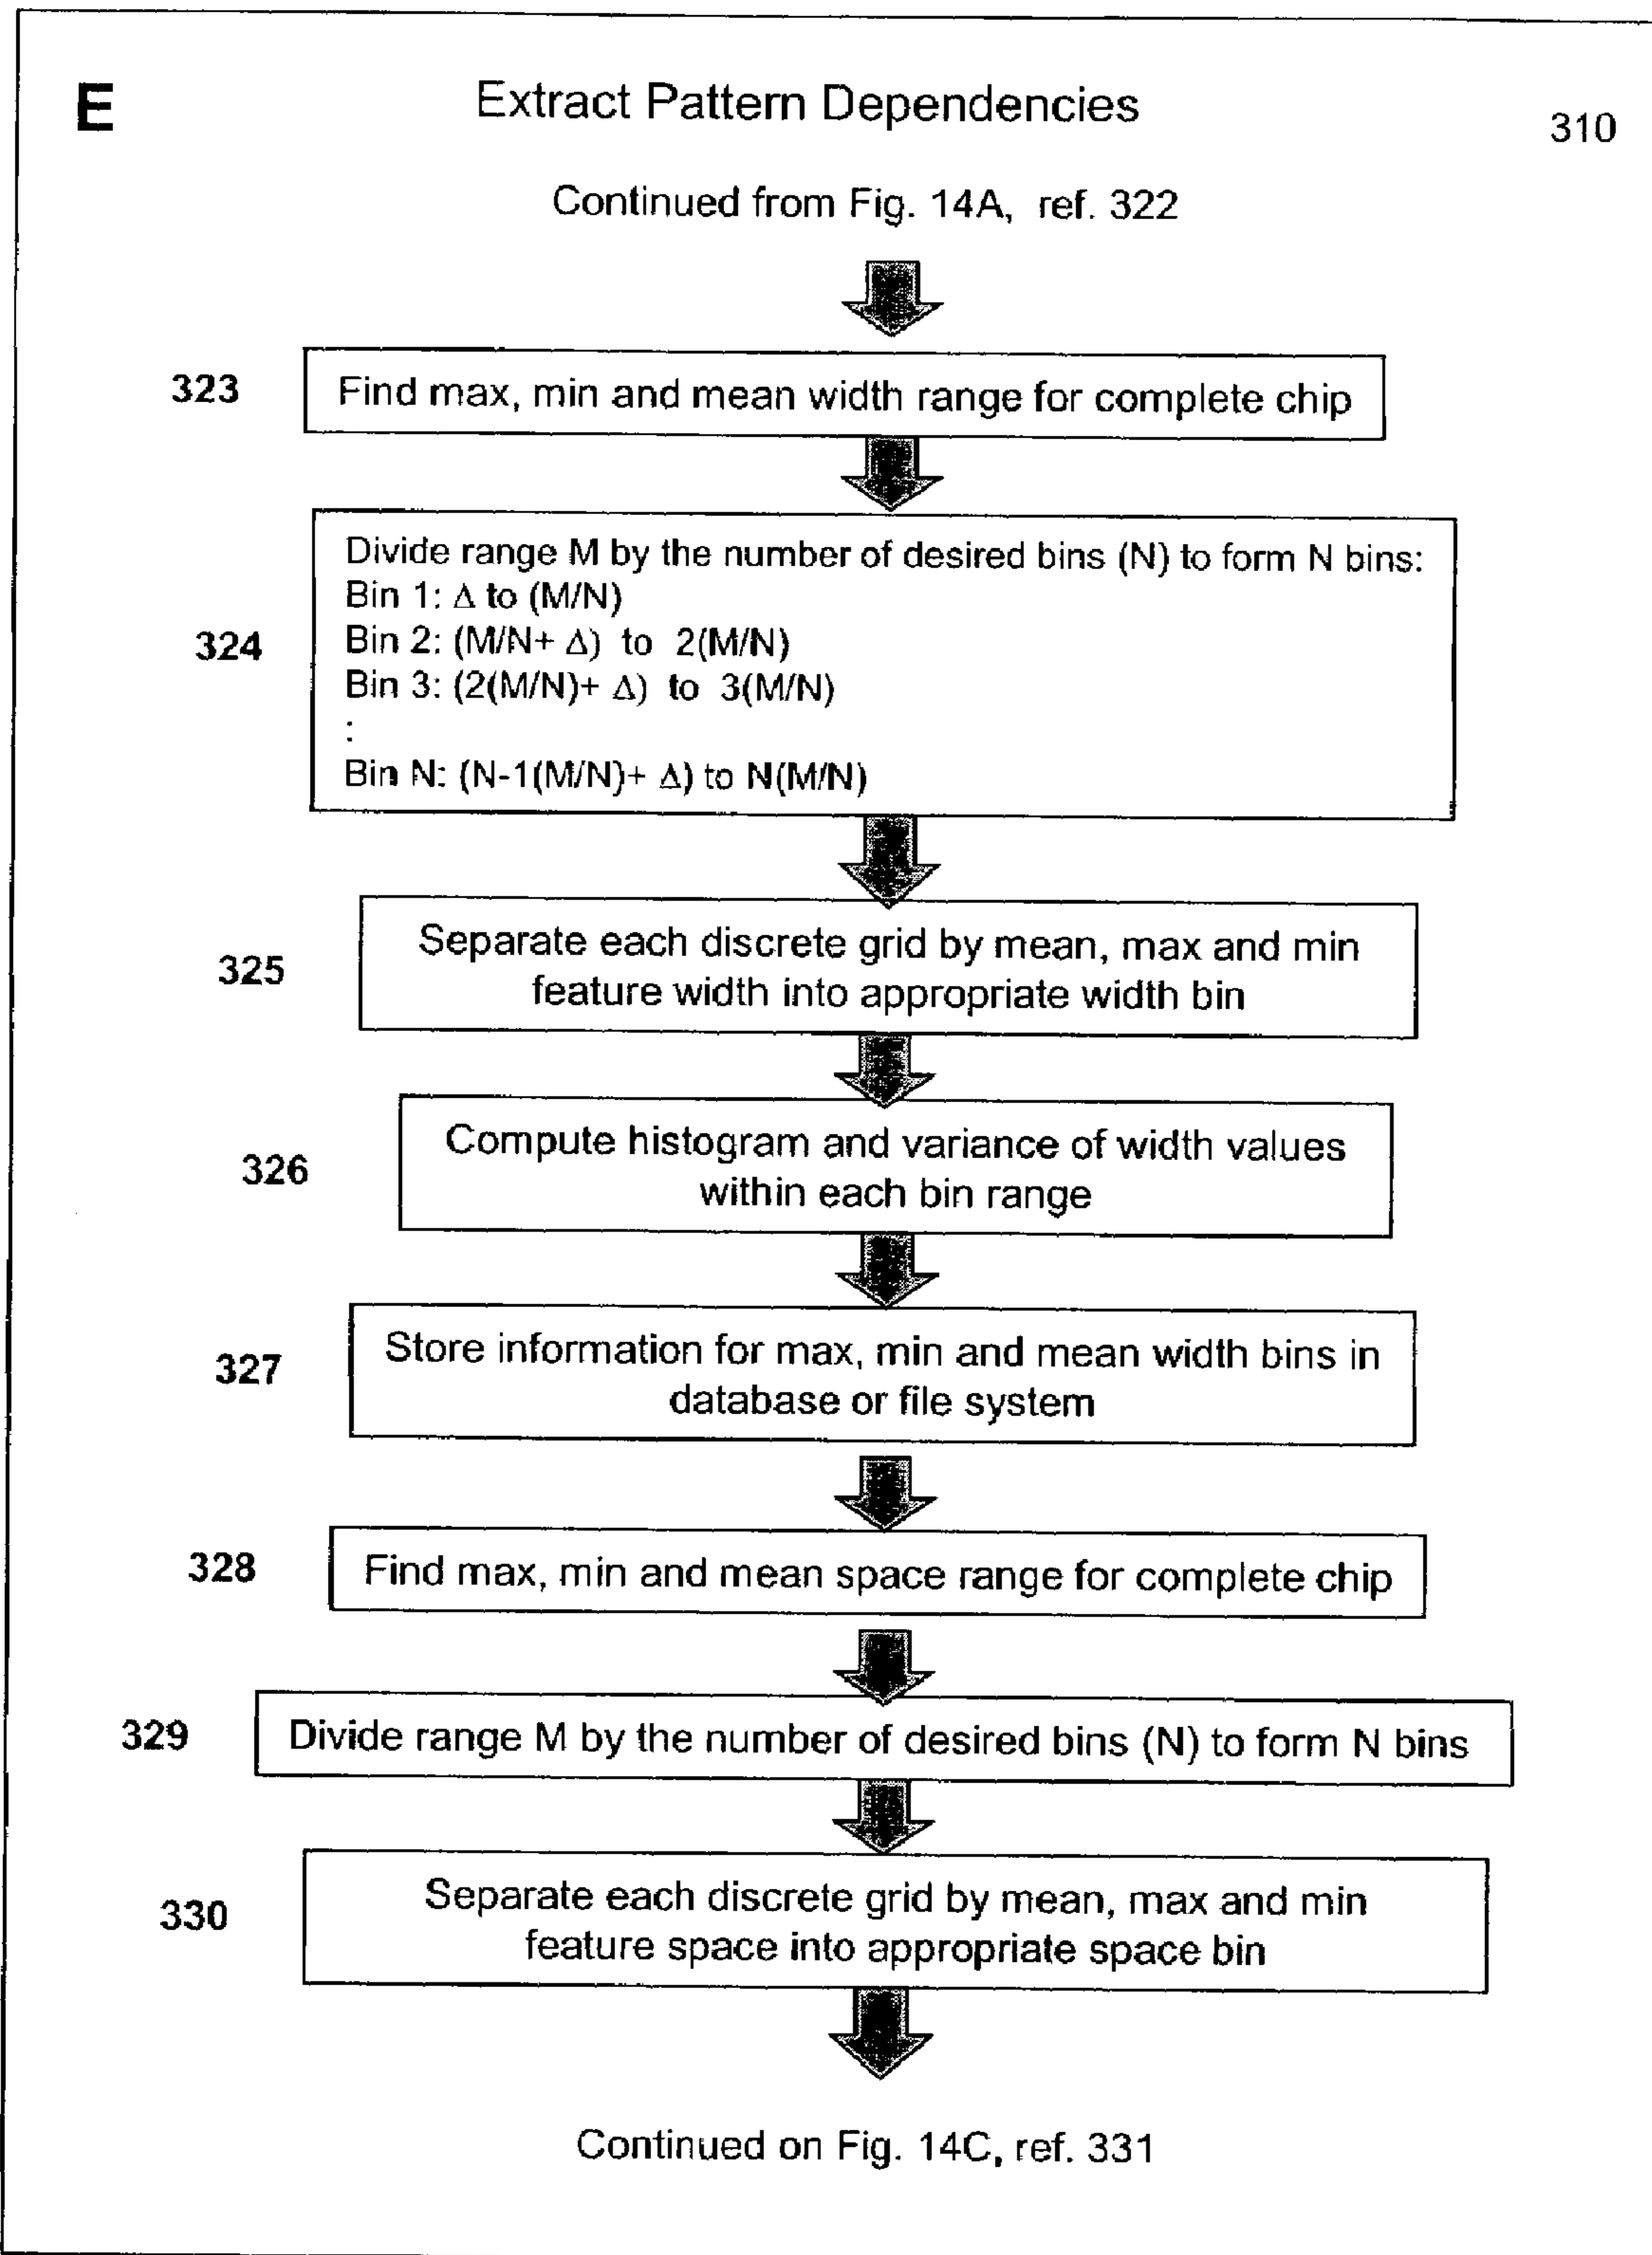 E
Extract Pattern Dependencies
310
Continued from Fig. 14A, ref. 322
323
Find max, min and mean width range for complete chip
324
Divide range M by the number of desired bins (N) to form N bins:
Bin 1: Δ to (M/N)
Bin 2: (M/N+ Δ) to 2(M/N)
Bin 3: (2(M/N)+ Δ) to 3(M/N)
:
Bin N: (N-1(M/N)+ Δ) to N(M/N)
325
Separate each discrete grid by mean, max and min
feature width into appropriate width bin
326
Compute histogram and variance of width values
within each bin range
327
Store information for max, min and mean width bins in
database or file system
328
Find max, min and mean space range for complete chip
329
Divide range M by the number of desired bins (N) to form N bins
330
Separate each discrete grid by mean, max and min
feature space into appropriate space bin
Continued on Fig. 14C, ref. 331